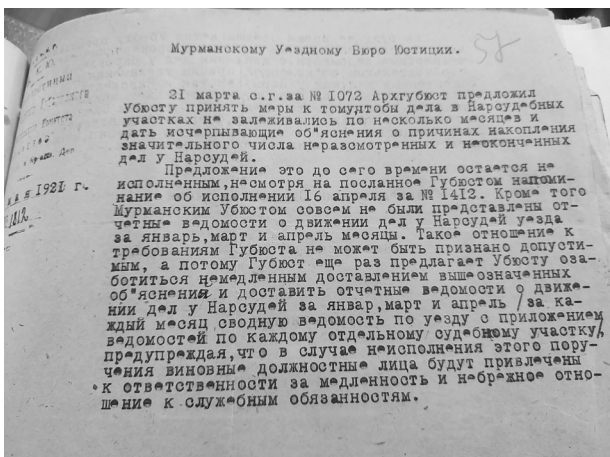 Мурманскому Уездному Бюро Юстиции.
57
21 марта с.г.за № 1072 Архгубюст предложил
Убюсту принять меры к томучтобы дела в Нарсудебных
участках не залеживались по несколько месяцев и
дать исчерпывающие об"яснения о причинах накопления
значительного числа неразсмотренных и неоконченных
дел у Нарсудей.
Предложение это до сего времени остается не
исполненным,несмотря на посланное Губюстом напоми-
нание об исполнении 16 апреля за № 1412. Кроме того
Мурманским Убюстом совсем не были представлены от-
четные ведомости о движении дел у Нарсудей уезда
за январь,март и апрель месяцы. Такое отношение к
требованиям Губюста не может быть признано допусти-
мым, а потому Губюст еще раз предлагает Убюсту оза-
ботиться немедленным доставлением вышеозначенных
об"яснения и доставить отчетные ведомости о движе-
нии дел у Нарсудей за январ,март и апрель /за ка-
ждый месяц сводную ведомость по уезду с приложением
ведомостей по каждому отдельному судебному участку/
предупреждая,что в случае неисполнения этого пору-
чения виновные должностные лица будут привлечены
к ответственности за медленность и небрежное отно-
шение к служебным обязанностям.
1921 г.
1412